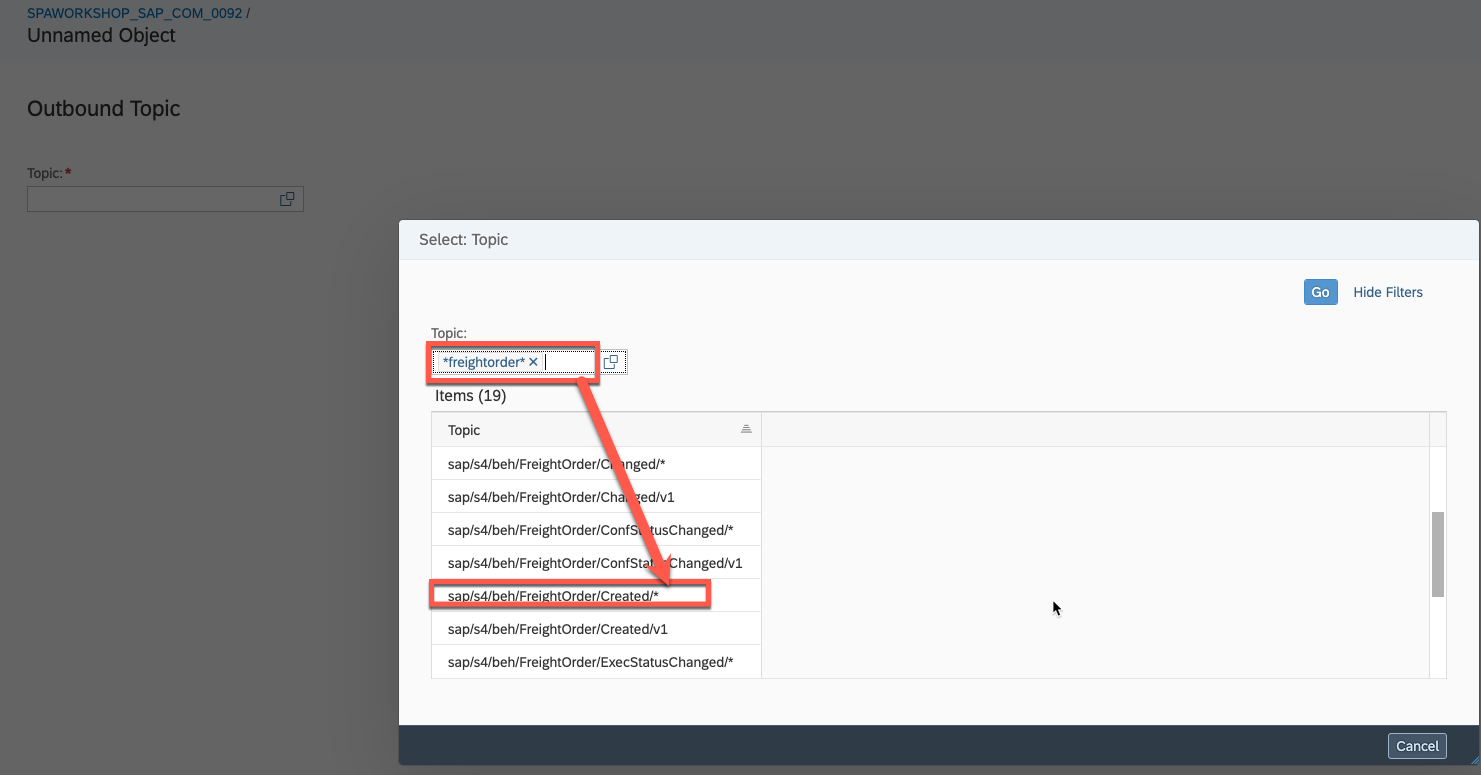 SPAWORKSHOP_SAP_COM_0092 /
Unnamed Object
Outbound Topic
Topic:*
Select: Topic
Go Hide Filters
Topic:
*freightorder* ✕
Items (19)
Topic
sap/s4/beh/FreightOrder/Changed/*
sap/s4/beh/FreightOrder/Changed/v1
sap/s4/beh/FreightOrder/ConfStatusChanged/*
sap/s4/beh/FreightOrder/ConfStatusChanged/v1
sap/s4/beh/FreightOrder/Created/*
sap/s4/beh/FreightOrder/Created/v1
sap/s4/beh/FreightOrder/ExecStatusChanged/*
Cancel